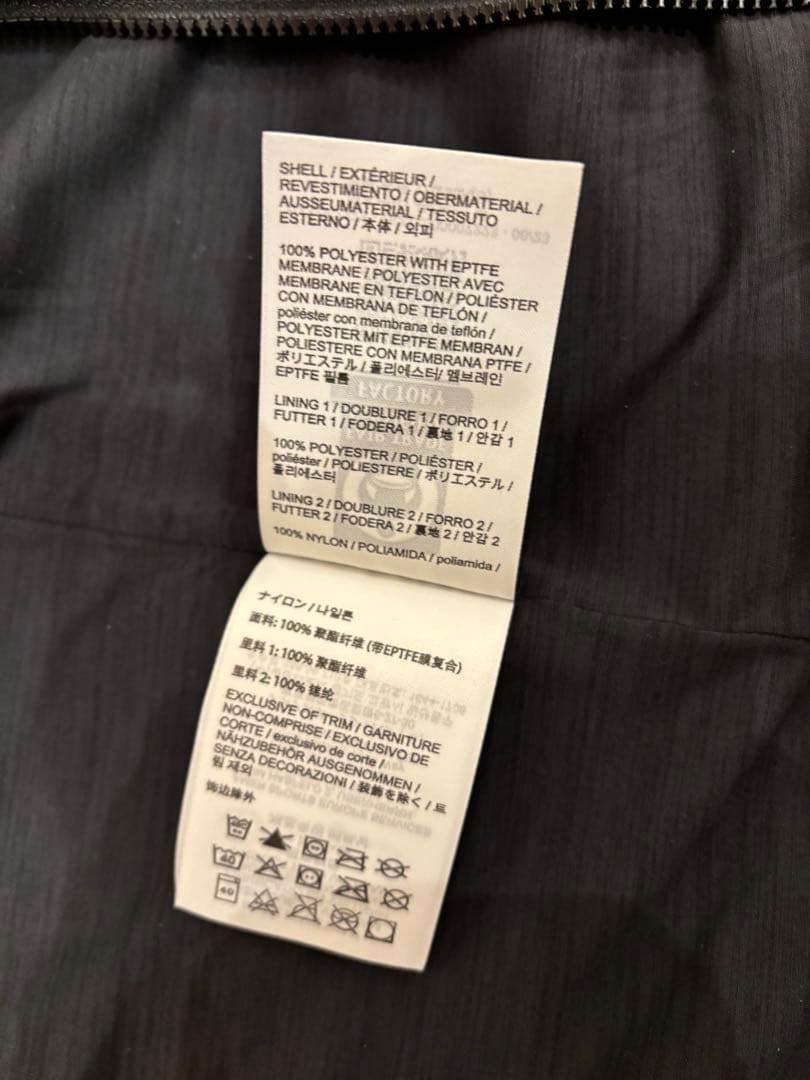 SHELL / EXTÉRIEUR /
REVESTIMIENTO / OBERMATERIAL /
AUSSEUMATERIAL / TESSUTO
ESTERNO / 本体 / 외피
100% POLYESTER WITH EPTFE
MEMBRANE / POLYESTER AVEC
MEMBRANE EN TEFLON / POLIÉSTER
CON MEMBRANA DE TEFLÓN /
poliéster con membrana de teflón /
POLYESTER MIT EPTFE MEMBRAN /
POLIESTERE CON MEMBRANA PTFE /
ポリエステル / 폴리에스터/ 멤브레인
EPTFE 필름
LINING 1 / DOUBLURE 1 / FORRO 1 /
FUTTER 1 / FODERA 1 / 裏地 1 / 안감 1
100% POLYESTER / POLIÉSTER /
poliéster / POLIESTERE / ポリエステル /
폴리에스터
LINING 2 / DOUBLURE 2 / FORRO 2 /
FUTTER 2 / FODERA 2 / 裏地 2 / 안감 2
100% NYLON / POLIAMIDA / poliamida /
ナイロン / 나일론
面料: 100% 聚酯纤维 (带EPTFE膜复合)
里料 1: 100% 聚酯纤维
里料 2: 100% 锦纶
EXCLUSIVE OF TRIM / GARNITURE
NON-COMPRISE / EXCLUSIVO DE
CORTE / exclusivo de corte /
NÄHZUBEHÖR AUSGENOMMEN /
SENZA DECORAZIONI / 装飾を除く / 트
림 제외
饰边除外
40
40